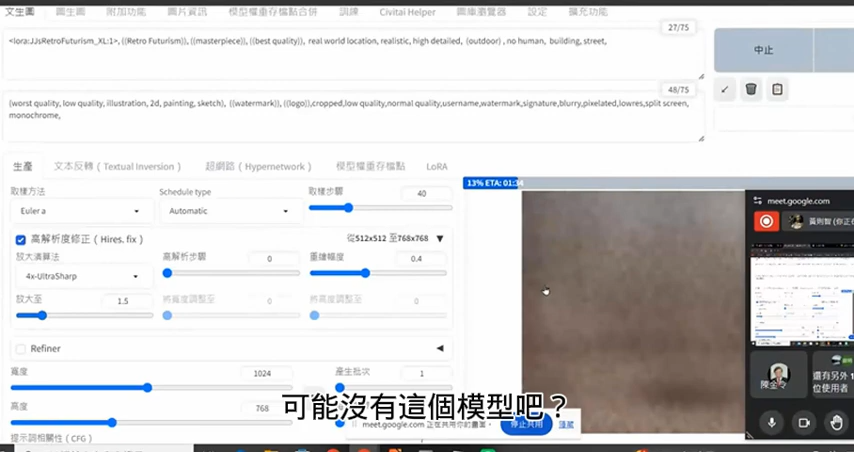 文生圖 圖生圖 附加功能 圖片資訊 模型權重存檔點合併 訓練 Civitai Helper 圖庫瀏覽器 設定 擴充功能
27/75
<lora:JJsRetroFuturism_XL:1>, ((Retro Futurism)), ((masterpiece)), ((best quality)), real world location, realistic, high detailed, (outdoor) , no human, building, street,
中止
48/75
(worst quality, low quality, illustration, 2d, painting, sketch), ((watermark)), ((logo)),cropped,low quality,normal quality,username,watermark,signature,blurry,pixelated,lowres,split screen,
monochrome,
生產 文本反轉 ( Textual Inversion ) 超網路 ( Hypernetwork ) 模型權重存檔點 LoRA
取樣方法 Schedule type 取樣步驟 40
Euler a Automatic
13% ETA: 01:34
meet.google.com
高解析度修正 ( Hires. fix ) 從512x512 至768x768
放大演算法 高解析步驟 0 重繪幅度 0.4
4x-UltraSharp
放大至 1.5 將寬度調整至 0 將高度調整至 0
Refiner
寬度 1024 產生批次 1
高度 768
可能沒有這個模型吧？
還有另外
位使用者
meet.google.com 正在共用你的畫面。 停止共用 隱藏
提示詞相關性 (CFG)